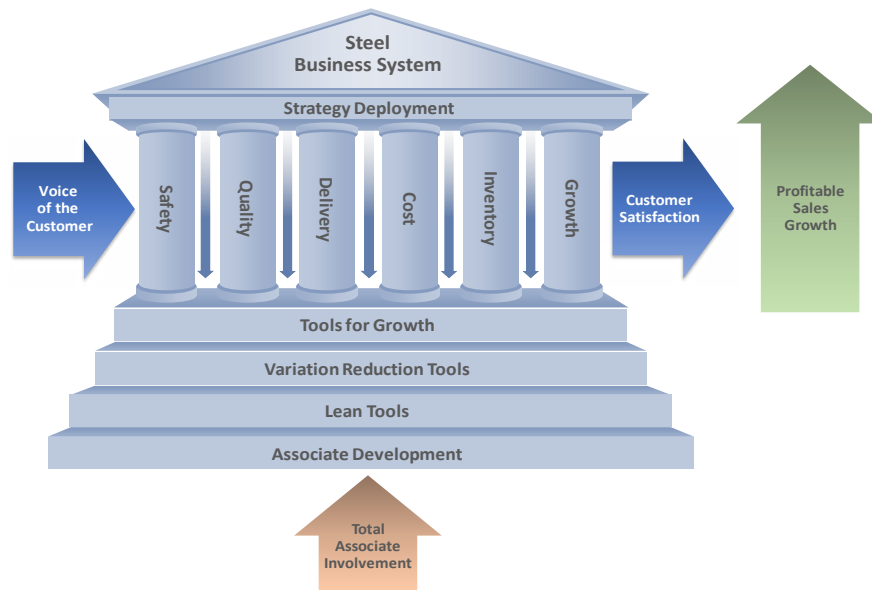 Steel
Business System
Strategy Deployment
Voice
of the
Customer
Safety
Quality
Delivery
Cost
Inventory
Growth
Customer
Satisfaction
Profitable
Sales
Growth
Tools for Growth
Variation Reduction Tools
Lean Tools
Associate Development
Total
Associate
Involvement